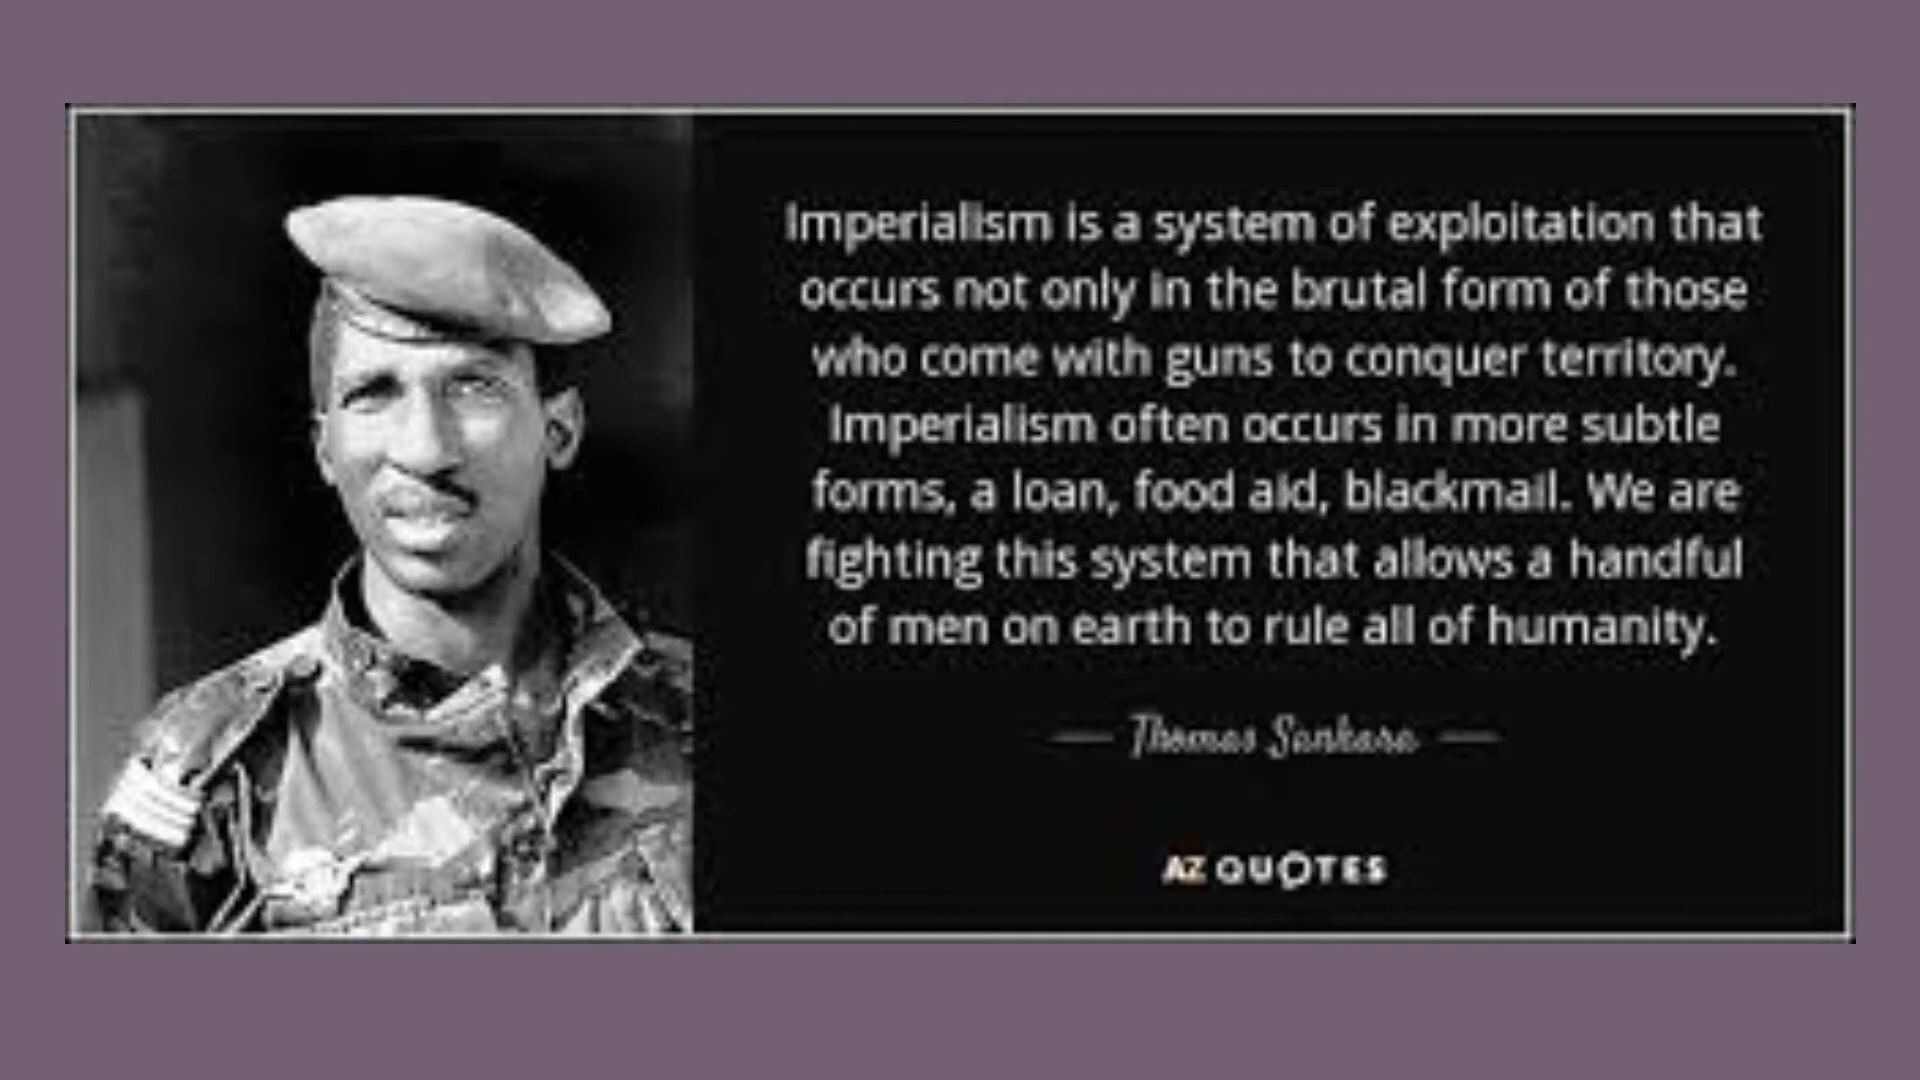 Imperialism is a system of exploitation that
occurs not only in the brutal form of those
who come with guns to conquer territory.
Imperialism often occurs in more subtle
forms, a loan, food aid, blackmail. We are
fighting this system that allows a handful
of men on earth to rule all of humanity.
— Thomas Sankara —
AZ QUOTES